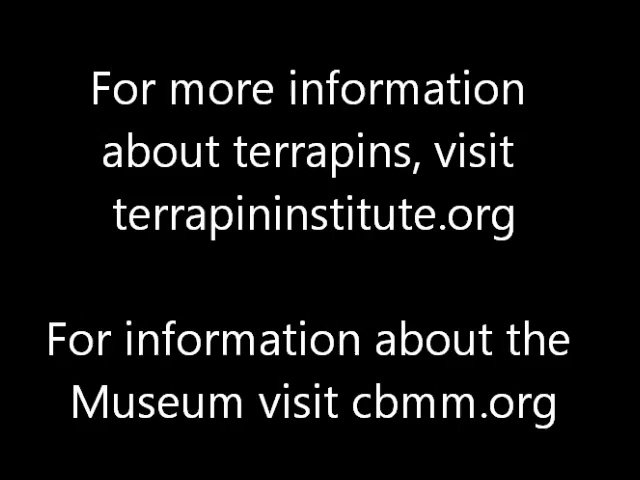 For more information
about terrapins, visit
terrapininstitute.org
For information about the
Museum visit cbmm.org